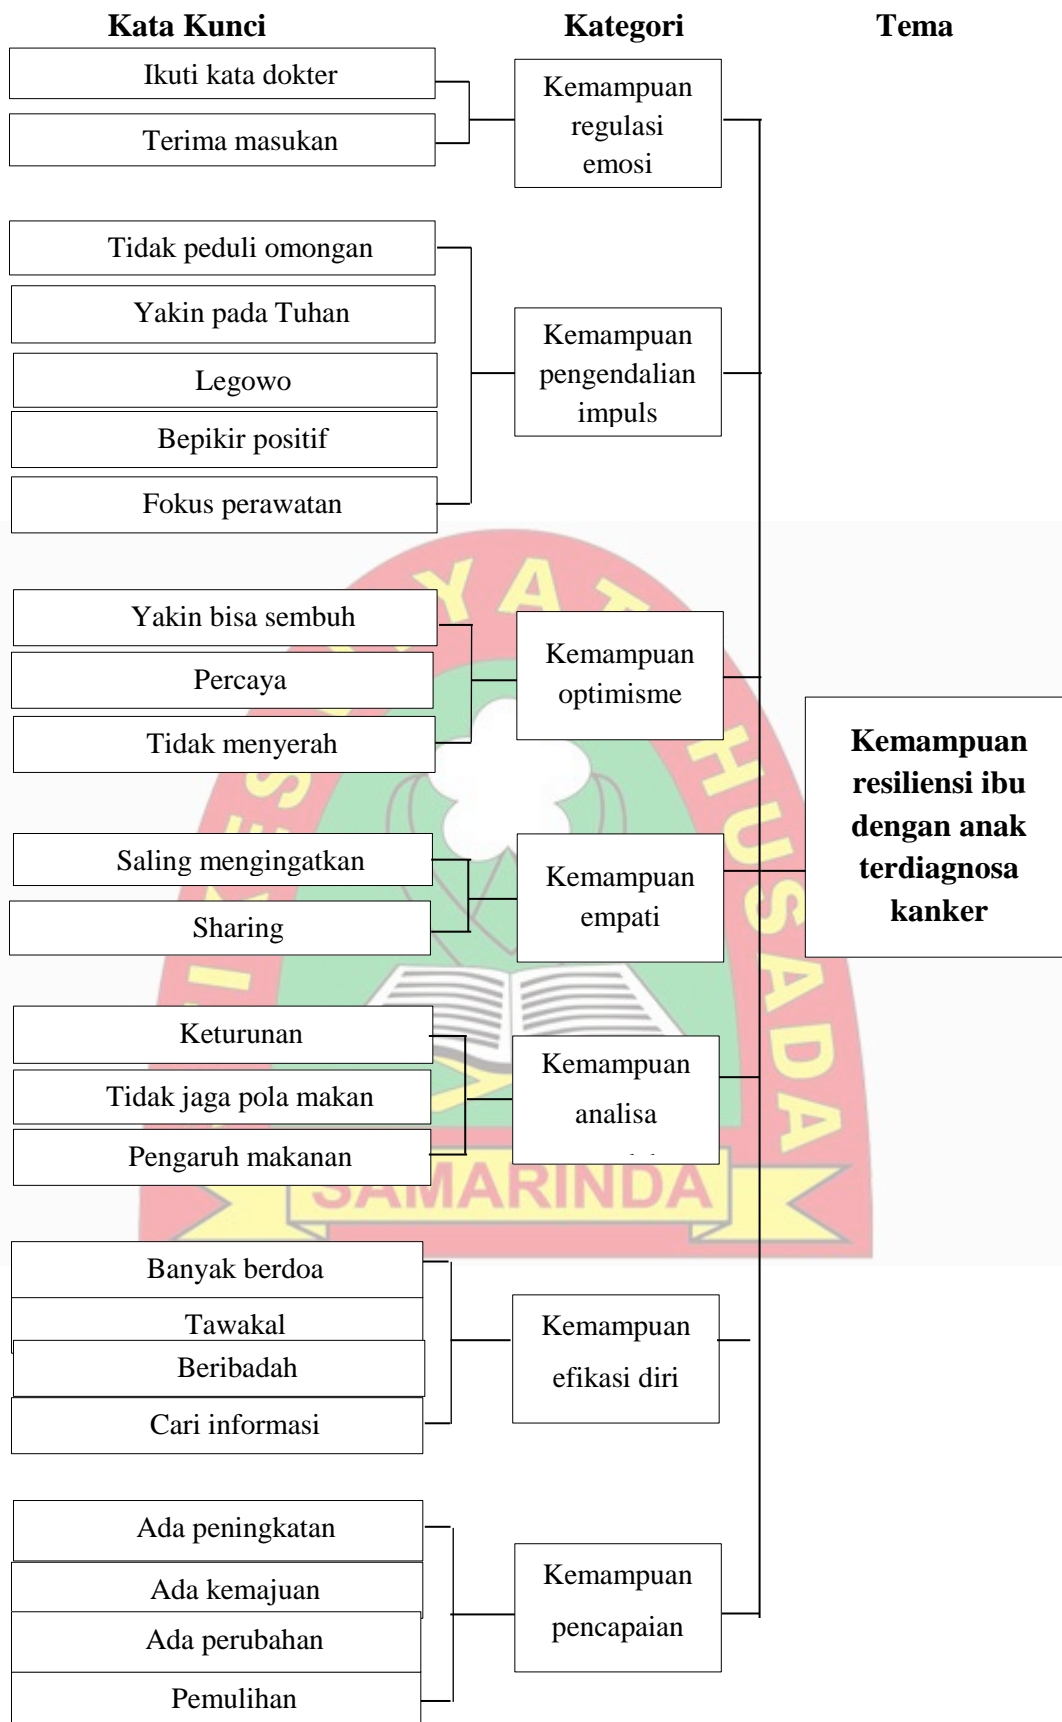 Kata Kunci Kategori Tema
Ikuti kata dokter
Terima masukan
Kemampuan
regulasi
emosi
Tidak peduli omongan
Yakin pada Tuhan
Legowo
Bepikir positif
Fokus perawatan
Kemampuan
pengendalian
impuls
Yakin bisa sembuh
Percaya
Tidak menyerah
Kemampuan
optimisme
Saling mengingatkan
Sharing
Kemampuan
empati
Keturunan
Tidak jaga pola makan
Pengaruh makanan
Kemampuan
analisa
Banyak berdoa
Tawakal
Beribadah
Cari informasi
Kemampuan
efikasi diri
Ada peningkatan
Ada kemajuan
Ada perubahan
Pemulihan
Kemampuan
pencapaian
Kemampuan
resiliensi ibu
dengan anak
terdiagnosa
kanker
HUSADA
SAMARINDA